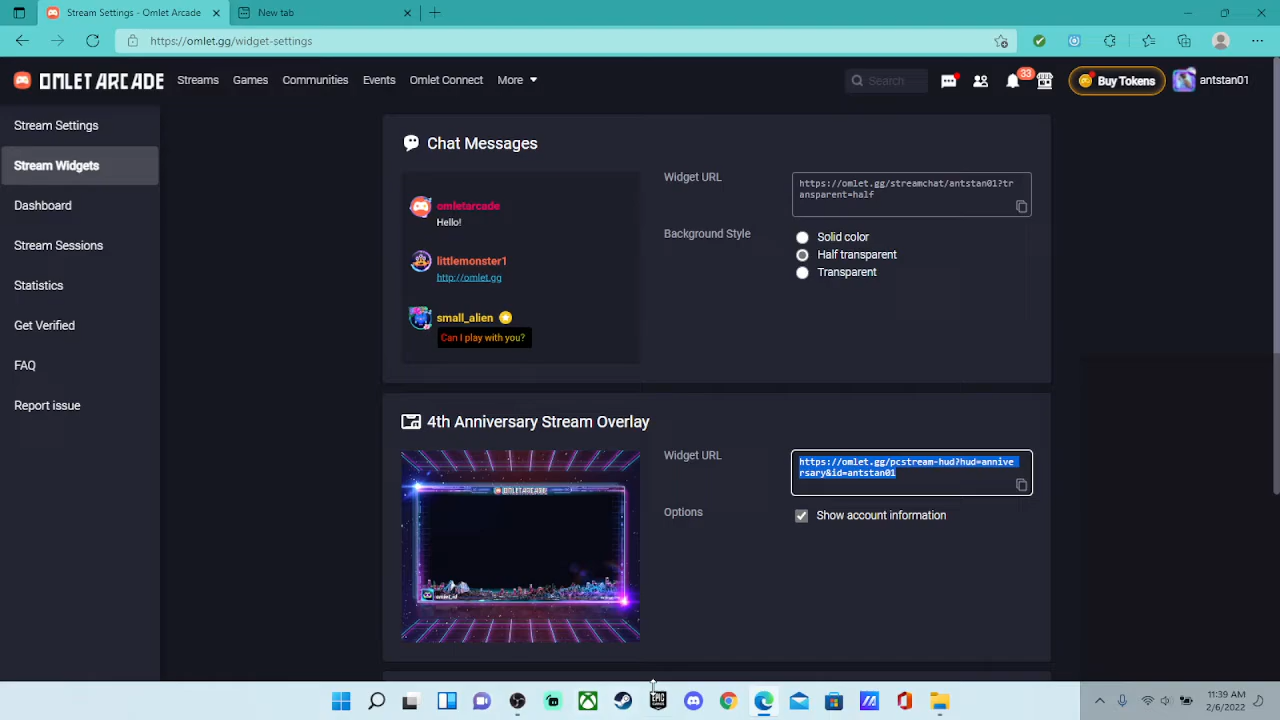 Stream Settings - Omlet Arcade
New tab
https://omlet.gg/widget-settings
OMLET ARCADE
Streams
Games
Communities
Events
Omlet Connect
More
Search
33
Buy Tokens
antstan01
Stream Settings
Stream Widgets
Dashboard
Stream Sessions
Statistics
Get Verified
FAQ
Report issue
Chat Messages
omletarcade
Hello!
littlemonster1
http://omlet.gg
small_alien
Can I play with you?
Widget URL
https://omlet.gg/streamchat/antstan01?tr
ansparent=half
Background Style
Solid color
Half transparent
Transparent
4th Anniversary Stream Overlay
OMLET ARCADE
Widget URL
https://omlet.gg/pcstream-hud?hud=annive
rsary&id=antstan01
Options
Show account information
EPIC
11:39 AM
2/6/2022